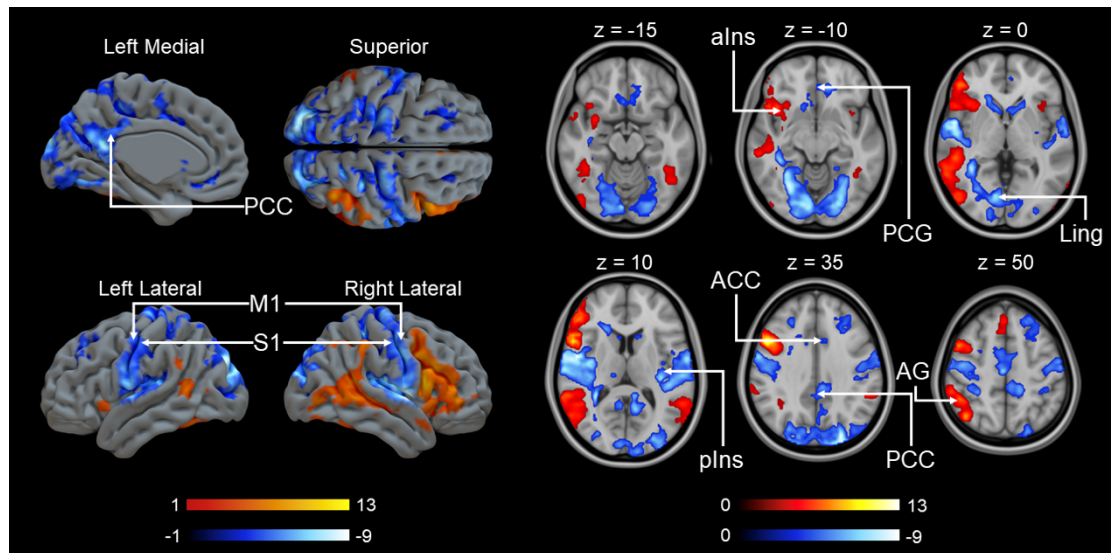 Left Medial
Superior
PCC
Left Lateral
Right Lateral
M1
S1
1
13
-1
-9
z = -15
z = -10
z = 0
aIns
PCG
Ling
z = 10
z = 35
z = 50
ACC
AG
pIns
PCC
0
13
0
-9